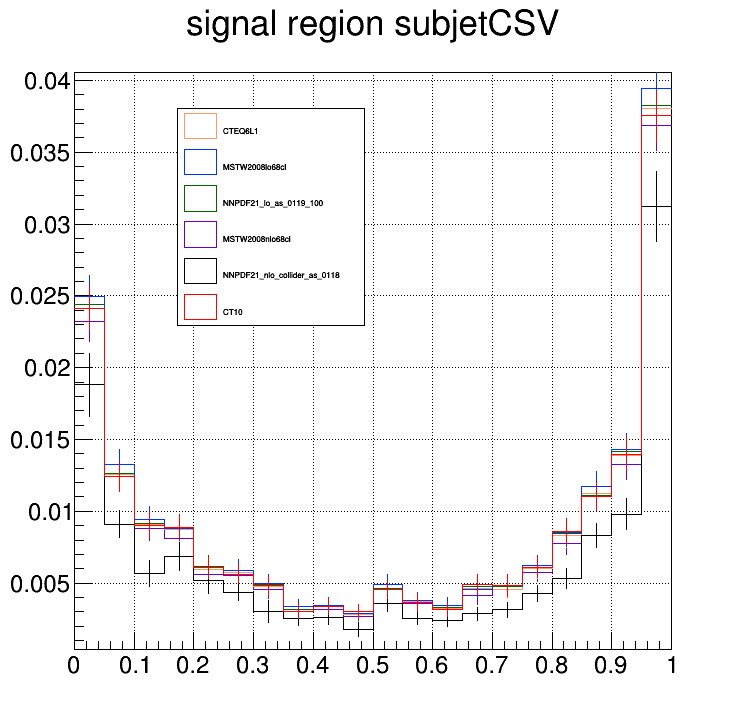 signal region subjetCSV
0.04
0.035
0.03
0.025
0.02
0.015
0.01
0.005
CTEQ6L1
MSTW2008lo68cl
NNPDF21_lo_as_0119_100
MSTW2008nlo68cl
NNPDF21_nlo_collider_as_0118
CT10
0 0.1 0.2 0.3 0.4 0.5 0.6 0.7 0.8 0.9 1